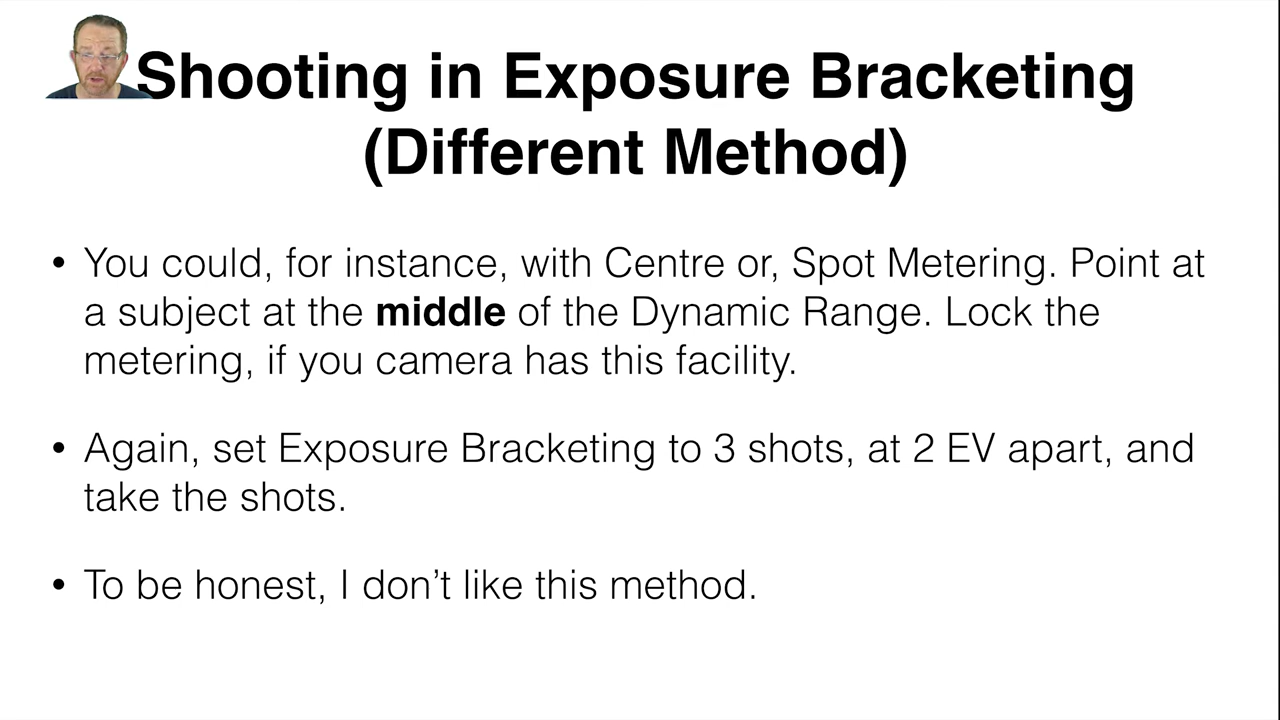 Shooting in Exposure Bracketing
(Different Method)
• You could, for instance, with Centre or, Spot Metering. Point at
a subject at the middle of the Dynamic Range. Lock the
metering, if you camera has this facility.
• Again, set Exposure Bracketing to 3 shots, at 2 EV apart, and
take the shots.
• To be honest, I don’t like this method.